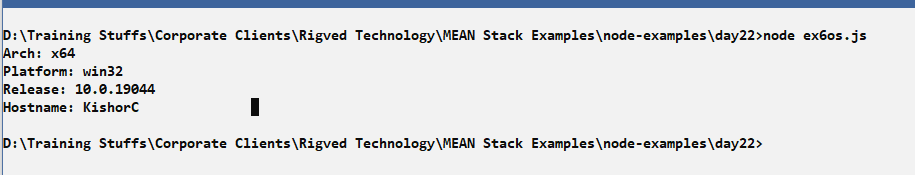 D:\Training Stuffs\Corporate Clients\Rigved Technology\MEAN Stack Examples\node-examples\day22>node ex6os.js
Arch: x64
Platform: win32
Release: 10.0.19044
Hostname: KishorC
D:\Training Stuffs\Corporate Clients\Rigved Technology\MEAN Stack Examples\node-examples\day22>